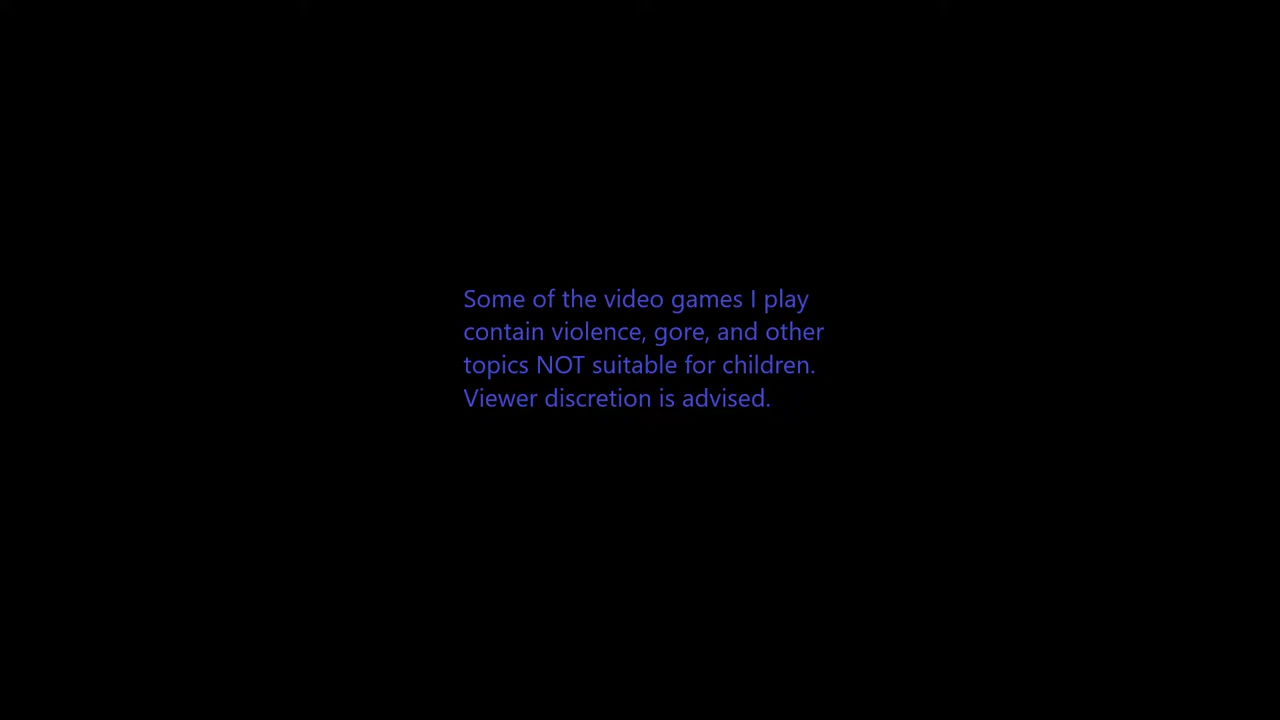 Some of the video games I play
contain violence, gore, and other
topics NOT suitable for children.
Viewer discretion is advised.